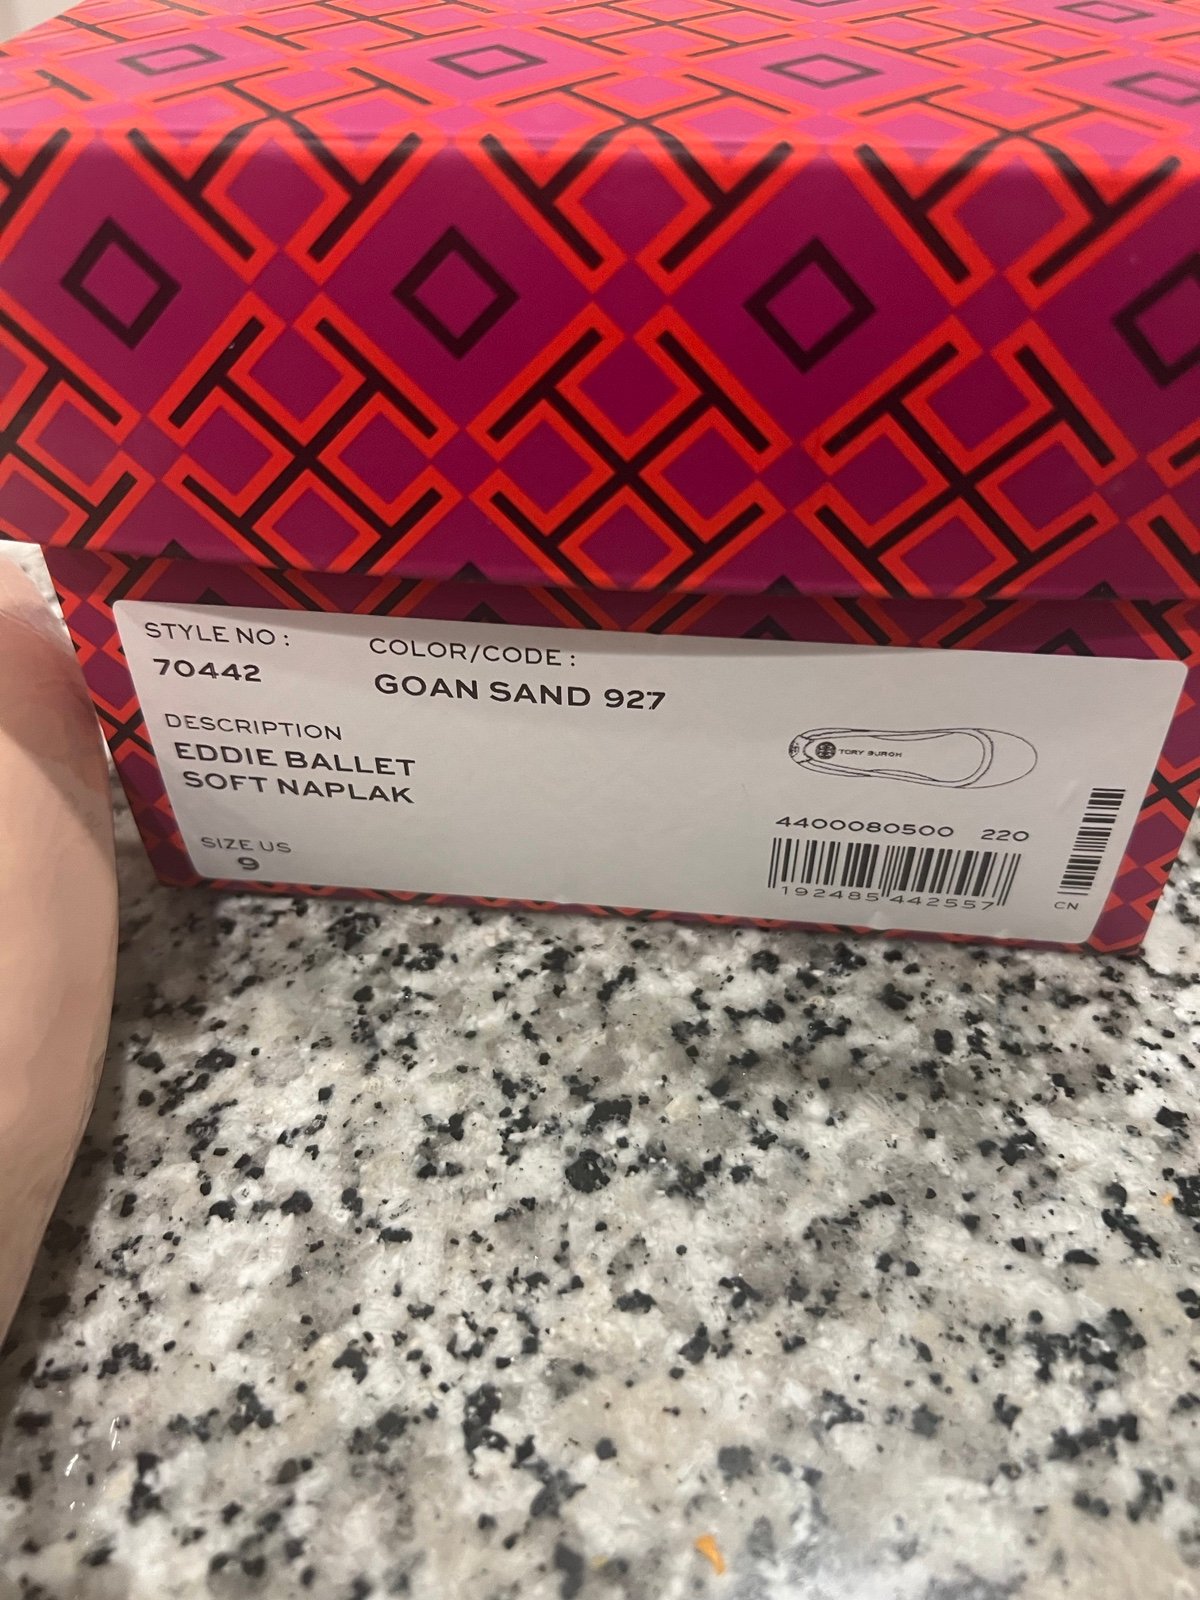 STYLE NO :
70442
COLOR/CODE :
GOAN SAND 927
DESCRIPTION
EDDIE BALLET
SOFT NAPLAK
SIZE US
9
TORY BURCH
4400080500 220
192485 442557
CN